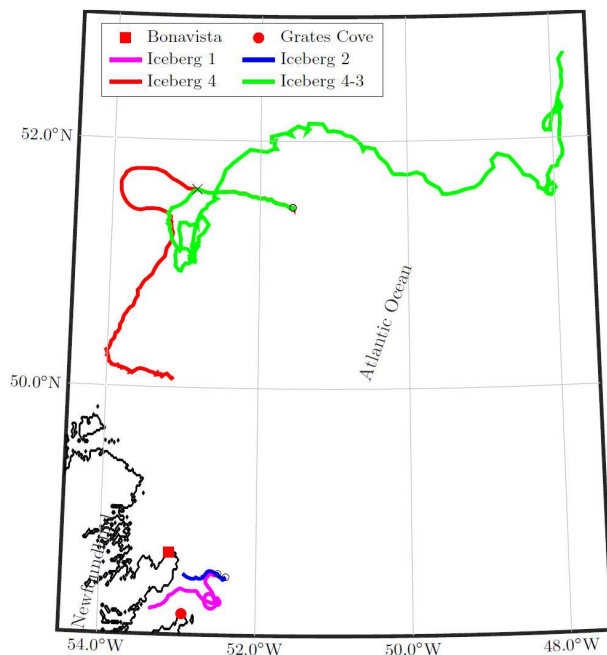 Bonavista Grates Cove
Iceberg 1 Iceberg 2
Iceberg 4 Iceberg 4-3
52.0°N
Atlantic Ocean
50.0°N
Newfoundland
54.0°W 52.0°W 50.0°W 48.0°W